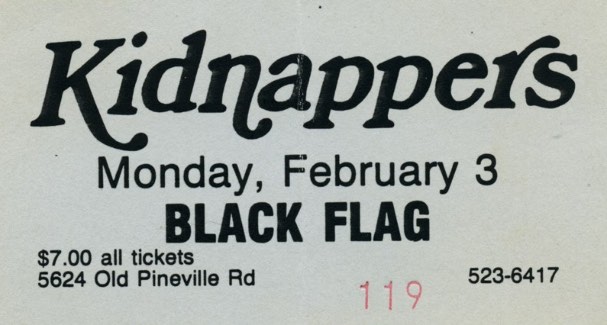 Kidnappers
Monday, February 3
BLACK FLAG
$7.00 all tickets
5624 Old Pineville Rd
523-6417
119